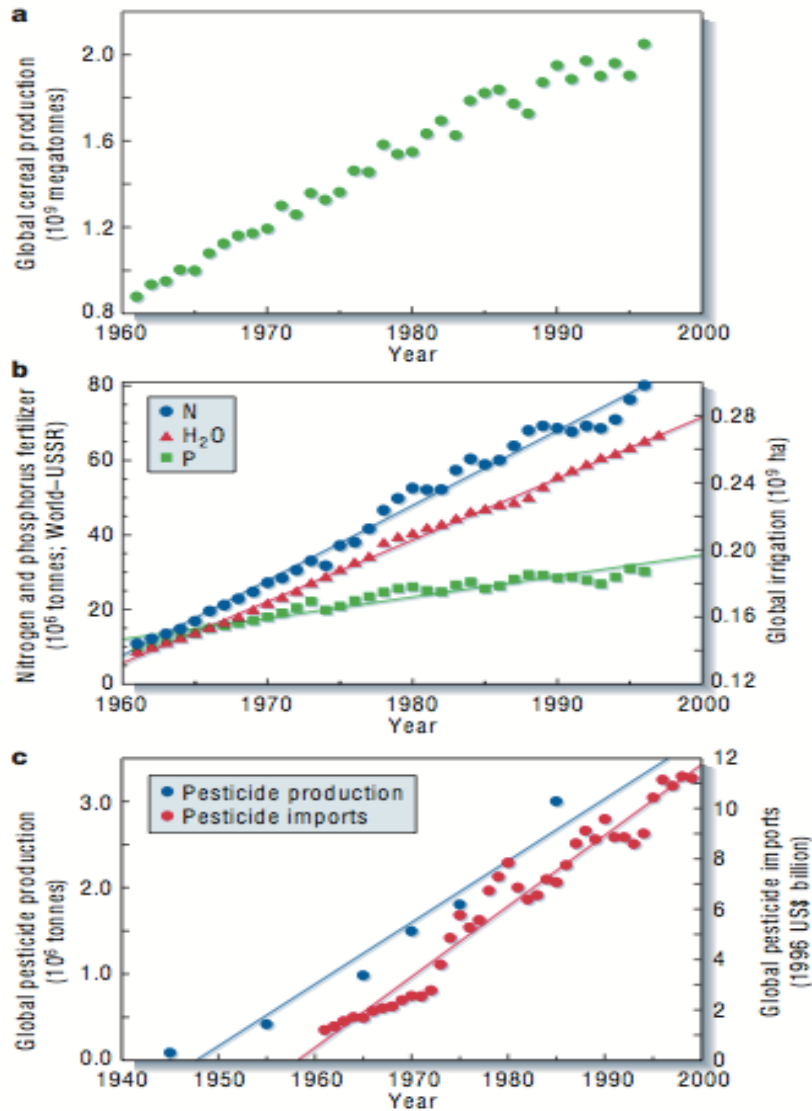 a
Global cereal production
(10⁹ megatonnes)
2.0
1.6
1.2
0.8
1960 1970 1980 1990 2000
Year
b
Nitrogen and phosphorus fertilizer
(10⁶ tonnes; World–USSR)
80
60
40
20
0
N
H₂O
P
0.28
0.24
0.20
0.16
0.12
Global irrigation (10⁹ ha)
1960 1970 1980 1990 2000
Year
c
Global pesticide production
(10⁶ tonnes)
3.0
2.0
1.0
0.0
Pesticide production
Pesticide imports
12
10
8
6
4
2
0
Global pesticide imports
(1996 US$ billion)
1940 1950 1960 1970 1980 1990 2000
Year